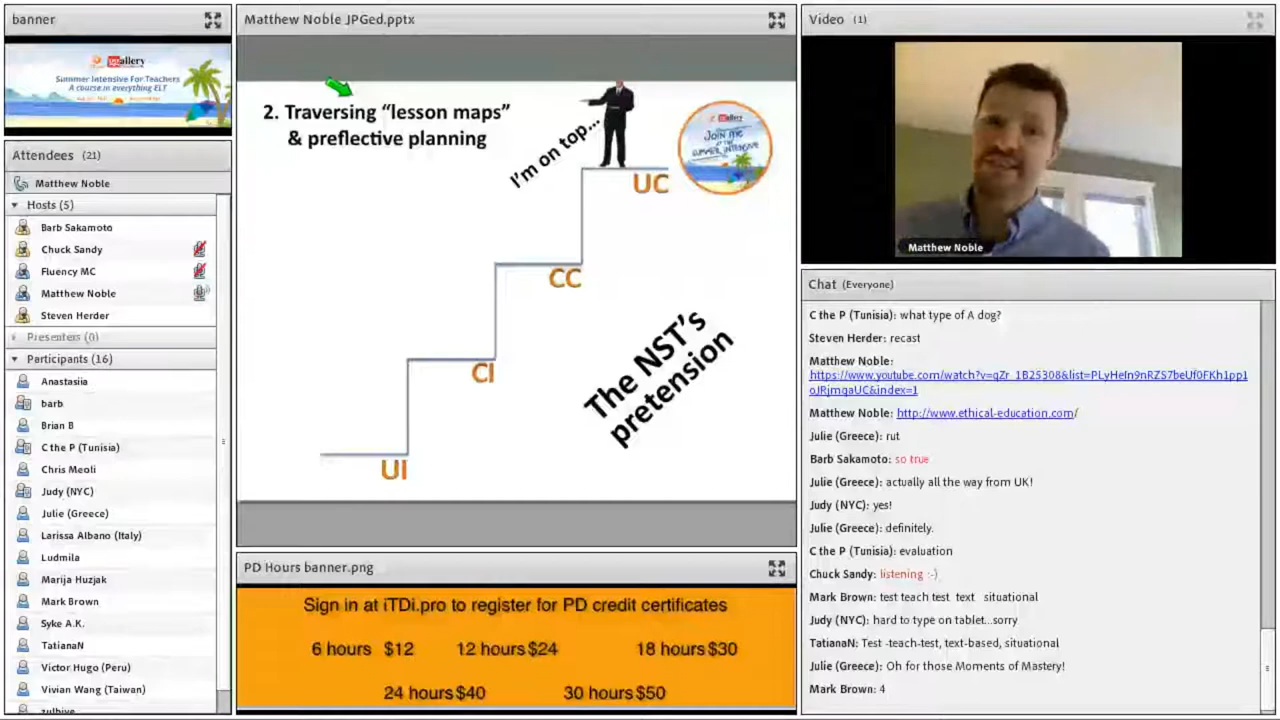 banner
Summer Intensive For Teachers
A course in everything ELT
Attendees (21)
Matthew Noble
Hosts (5)
Barb Sakamoto
Chuck Sandy
Fluency MC
Matthew Noble
Steven Herder
Presenters (0)
Participants (16)
Anastasiia
barb
Brian B
C the P (Tunisia)
Chris Meoli
Judy (NYC)
Julie (Greece)
Larissa Albano (Italy)
Ludmila
Marija Huzjak
Mark Brown
Syke A.K.
TatianaN
Victor Hugo (Peru)
Vivian Wang (Taiwan)
Matthew Noble JPGed.pptx
2. Traversing “lesson maps”
& preflective planning
I'm on top...
JOIN ME
AT THE
SUMMER INTENSIVE
UC
CC
CI
UI
The NST's
pretension
PD Hours banner.png
Sign in at iTDi.pro to register for PD credit certificates
6 hours $12 12 hours $24 18 hours $30
24 hours $40 30 hours $50
Video (1)
Matthew Noble
Chat (Everyone)
C the P (Tunisia): what type of A dog?
Steven Herder: recast
Matthew Noble:
https://www.youtube.com/watch?v=qZr_1B25308&list=PLyHeIn9nRZS7beUf0FKh1pp1
oJRjmqaUC&index=1
Matthew Noble: http://www.ethical-education.com/
Julie (Greece): rut
Barb Sakamoto: so true
Julie (Greece): actually all the way from UK!
Judy (NYC): yes!
Julie (Greece): definitely.
C the P (Tunisia): evaluation
Chuck Sandy: listening :-)
Mark Brown: test teach test text situational
Judy (NYC): hard to type on tablet...sorry
TatianaN: Test -teach-test, text-based, situational
Julie (Greece): Oh for those Moments of Mastery!
Mark Brown: 4